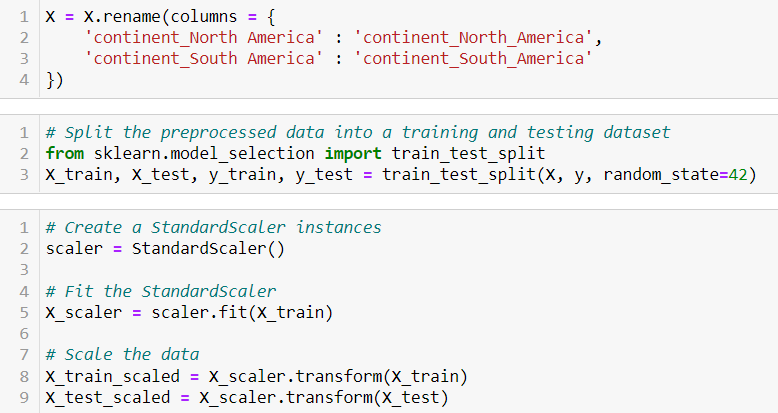 1 X = X.rename(columns = {
2     'continent_North America' : 'continent_North_America',
3     'continent_South America' : 'continent_South_America'
4 })
1 # Split the preprocessed data into a training and testing dataset
2 from sklearn.model_selection import train_test_split
3 X_train, X_test, y_train, y_test = train_test_split(X, y, random_state=42)
1 # Create a StandardScaler instances
2 scaler = StandardScaler()
3
4 # Fit the StandardScaler
5 X_scaler = scaler.fit(X_train)
6
7 # Scale the data
8 X_train_scaled = X_scaler.transform(X_train)
9 X_test_scaled = X_scaler.transform(X_test)